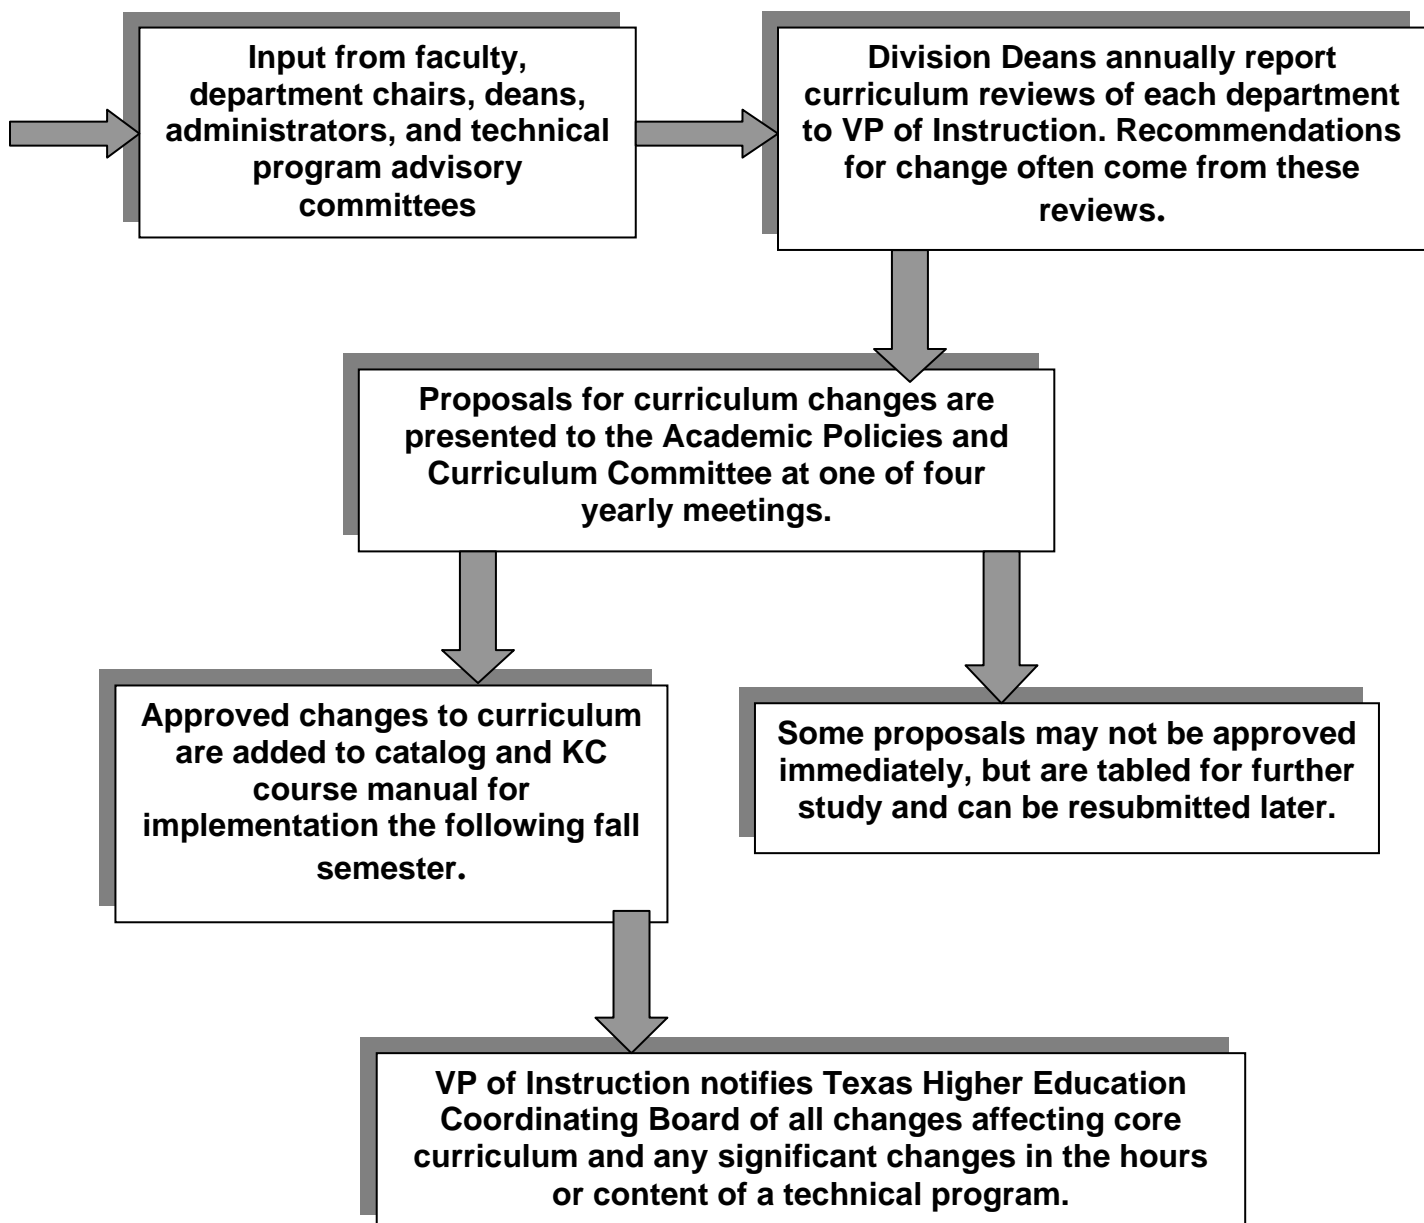 Input from faculty,
department chairs, deans,
administrators, and technical
program advisory
committees
Division Deans annually report
curriculum reviews of each department
to VP of Instruction. Recommendations
for change often come from these
reviews.
Proposals for curriculum changes are
presented to the Academic Policies and
Curriculum Committee at one of four
yearly meetings.
Approved changes to curriculum
are added to catalog and KC
course manual for
implementation the following fall
semester.
Some proposals may not be approved
immediately, but are tabled for further
study and can be resubmitted later.
VP of Instruction notifies Texas Higher Education
Coordinating Board of all changes affecting core
curriculum and any significant changes in the hours
or content of a technical program.